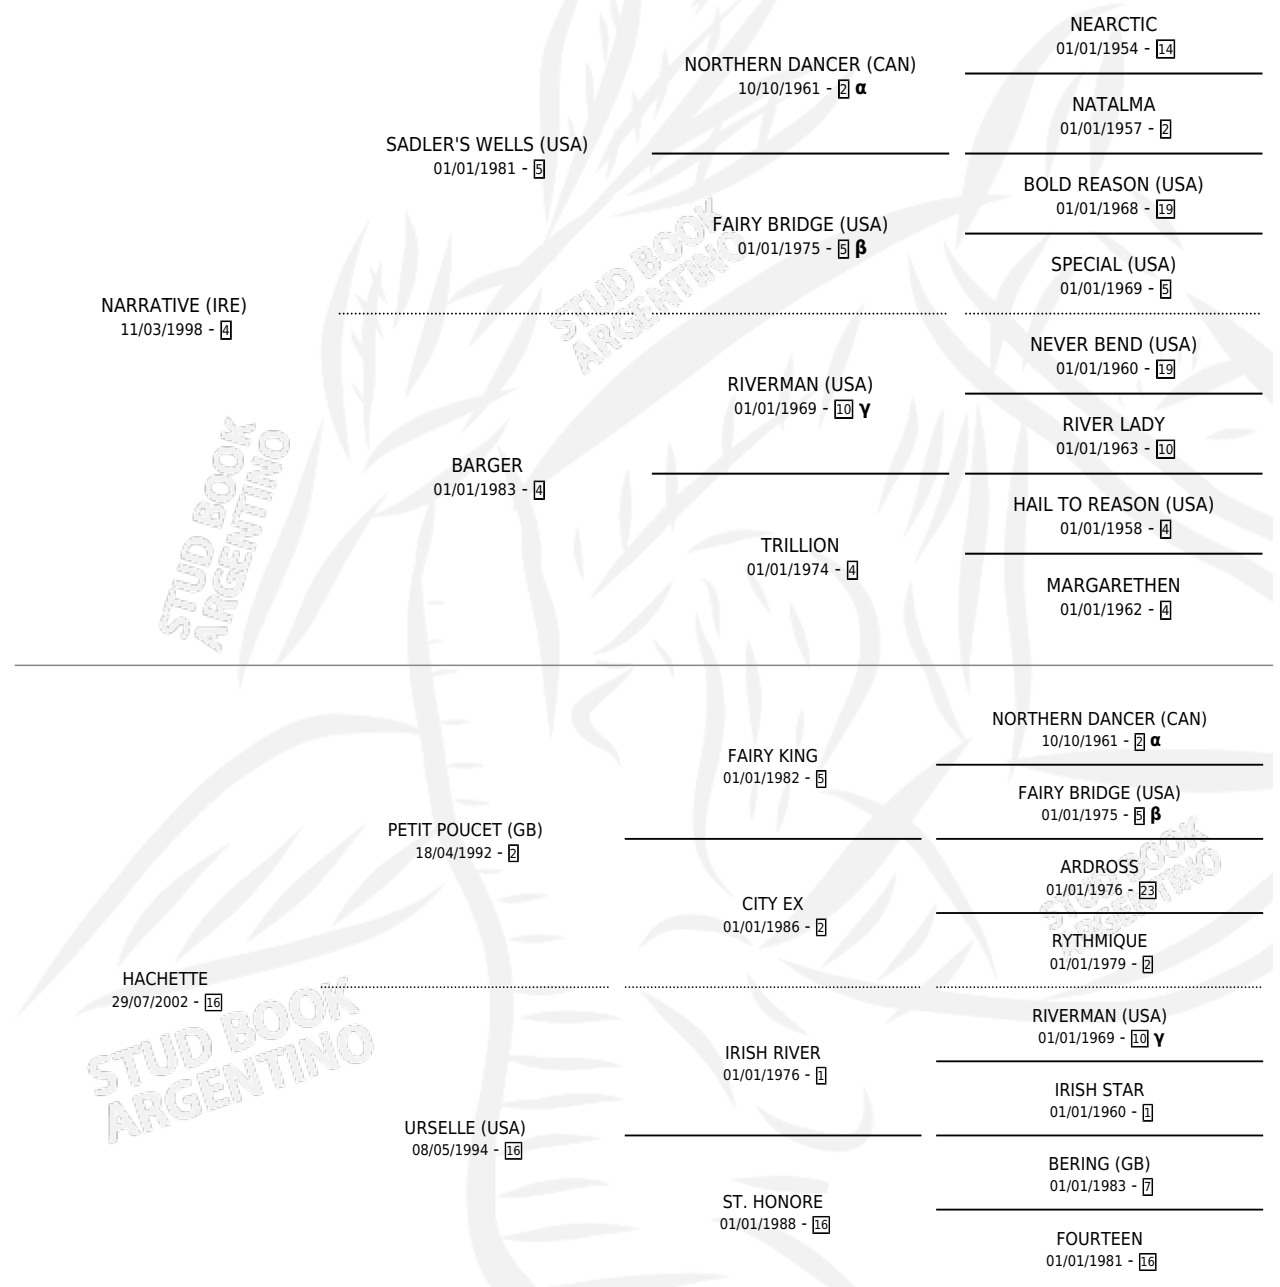 NARRATIVE (IRE)
11/03/1998 - 4
SADLER'S WELLS (USA)
01/01/1981 - 5
BARGER
01/01/1983 - 4
NORTHERN DANCER (CAN)
10/10/1961 - 2 α
FAIRY BRIDGE (USA)
01/01/1975 - 5 β
RIVERMAN (USA)
01/01/1969 - 10 γ
TRILLION
01/01/1974 - 4
NEARCTIC
01/01/1954 - 14
NATALMA
01/01/1957 - 2
BOLD REASON (USA)
01/01/1968 - 19
SPECIAL (USA)
01/01/1969 - 5
NEVER BEND (USA)
01/01/1960 - 19
RIVER LADY
01/01/1963 - 10
HAIL TO REASON (USA)
01/01/1958 - 4
MARGARETHEN
01/01/1962 - 4
HACHETTE
29/07/2002 - 16
PETIT POUCET (GB)
18/04/1992 - 2
URSELLE (USA)
08/05/1994 - 16
FAIRY KING
01/01/1982 - 5
CITY EX
01/01/1986 - 2
IRISH RIVER
01/01/1976 - 1
ST. HONORE
01/01/1988 - 16
NORTHERN DANCER (CAN)
10/10/1961 - 2 α
FAIRY BRIDGE (USA)
01/01/1975 - 5 β
ARDROSS
01/01/1976 - 23
RYTHMIQUE
01/01/1979 - 2
RIVERMAN (USA)
01/01/1969 - 10 γ
IRISH STAR
01/01/1960 - 1
BERING (GB)
01/01/1983 - 7
FOURTEEN
01/01/1981 - 16
STUD BOOK
ARGENTINO
STUD BOOK
ARGENTINO
STUD BOOK
ARGENTINO
STUD BOOK
ARGENTINO